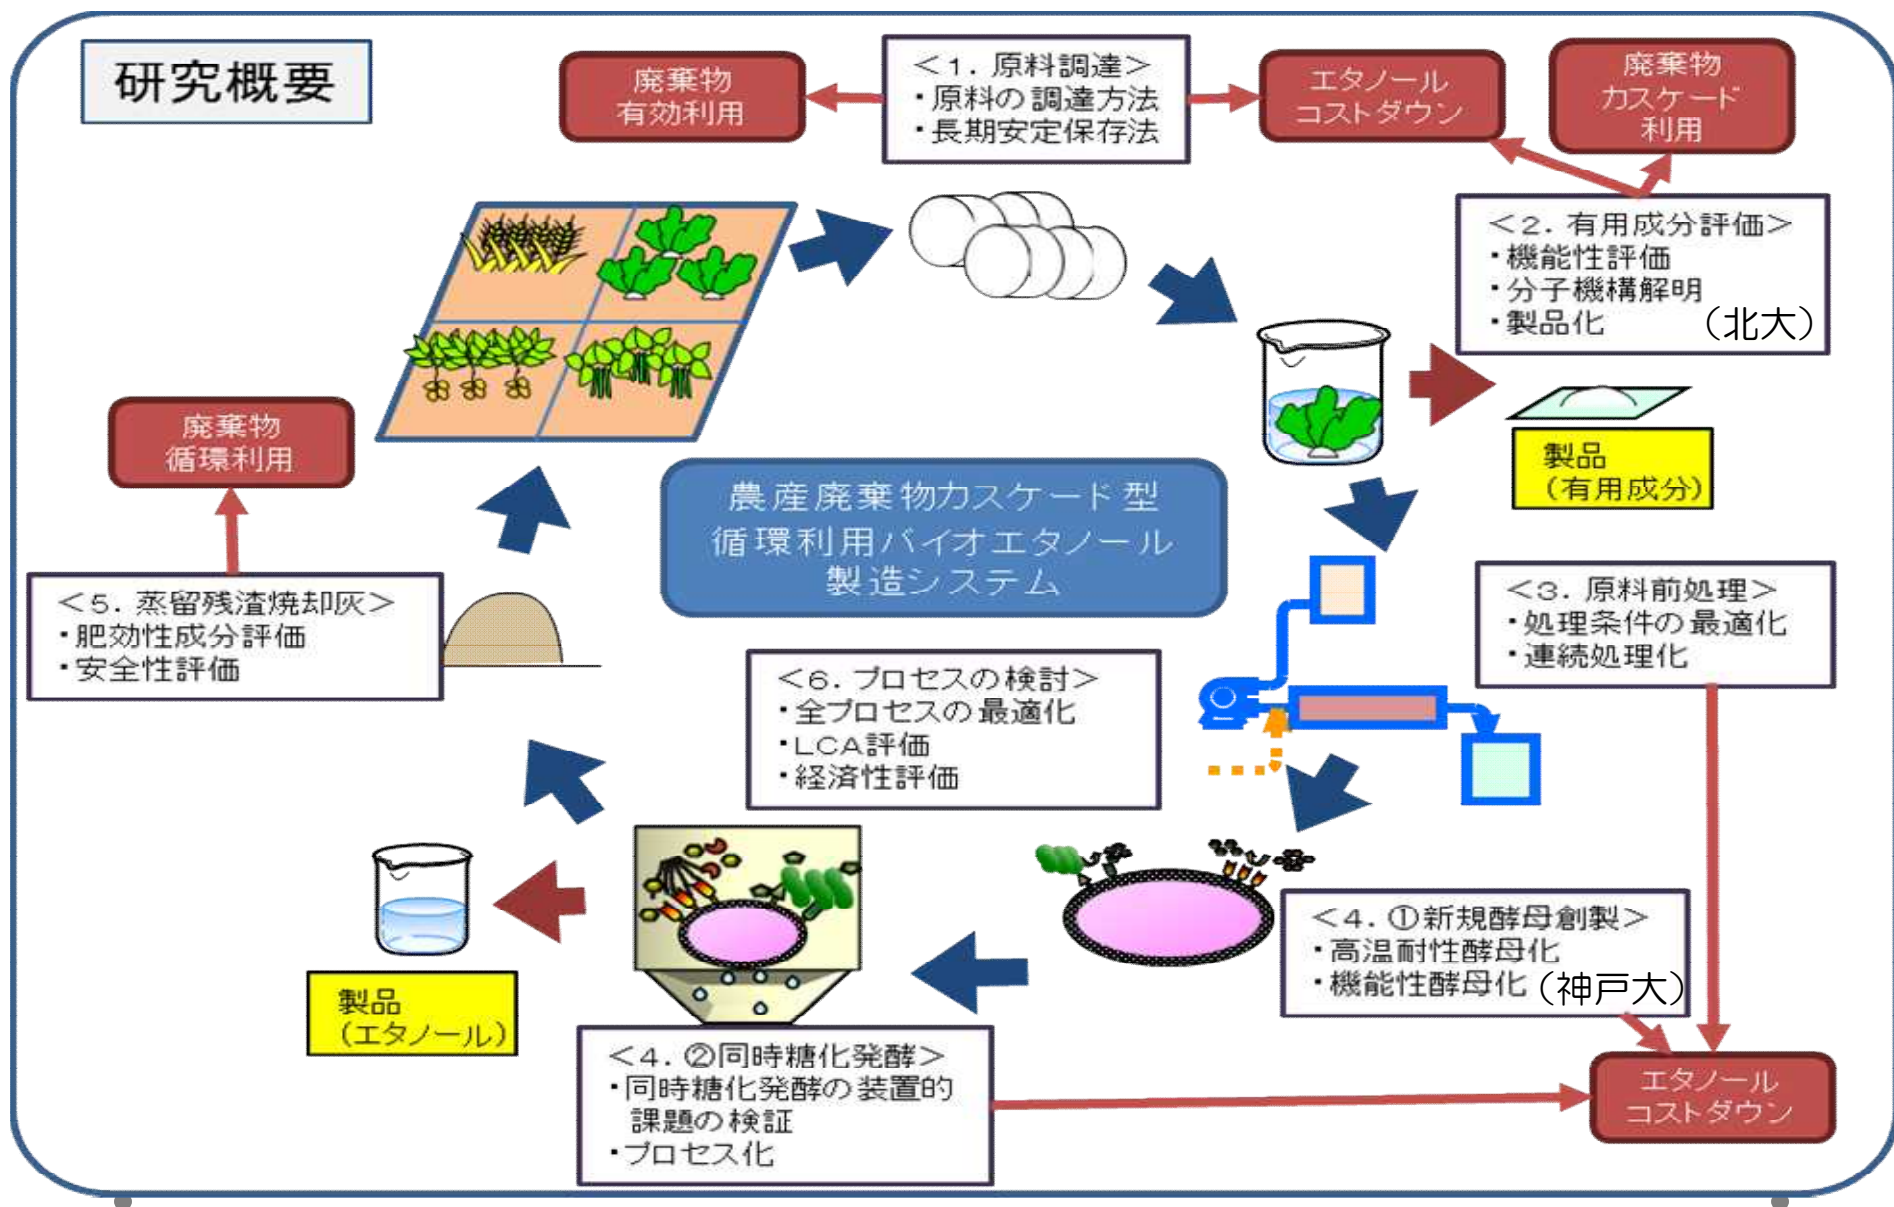 研究概要
廃棄物
有効利用
＜1．原料調達＞
・原料の調達方法
・長期安定保存法
エタノール
コストダウン
廃棄物
カスケード
利用
＜2．有用成分評価＞
・機能性評価
・分子機構解明
・製品化　（北大）
製品
（有用成分）
廃棄物
循環利用
農産廃棄物カスケード型
循環利用バイオエタノール
製造システム
＜5．蒸留残渣焼却灰＞
・肥効性成分評価
・安全性評価
＜3．原料前処理＞
・処理条件の最適化
・連続処理化
＜6．プロセスの検討＞
・全プロセスの最適化
・LCA評価
・経済性評価
＜4．①新規酵母創製＞
・高温耐性酵母化
・機能性酵母化（神戸大）
製品
（エタノール）
＜4．②同時糖化発酵＞
・同時糖化発酵の装置的
課題の検証
・プロセス化
エタノール
コストダウン